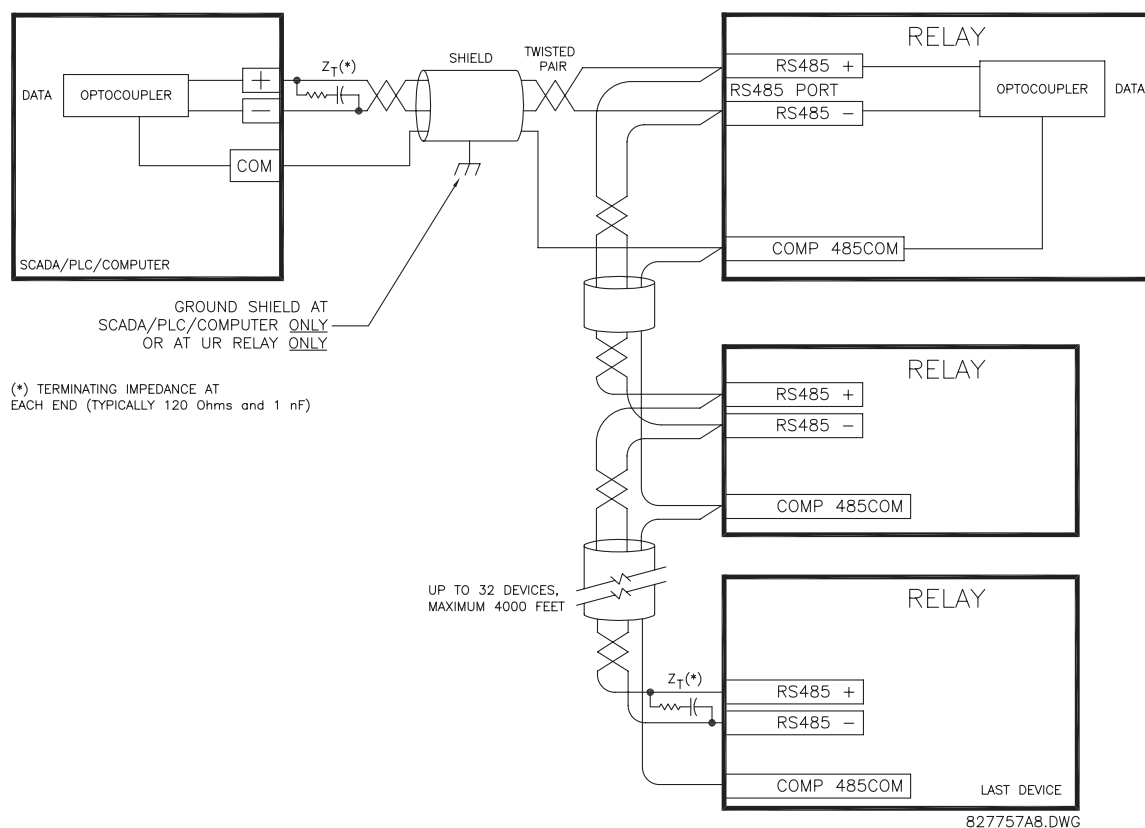 RELAY
SHIELD
TWISTED
PAIR
Z_T(*)
+
RS485 +
DATA
OPTOCOUPLER
RS485 PORT
OPTOCOUPLER
DATA
−
RS485 −
COM
COMP 485COM
SCADA/PLC/COMPUTER
GROUND SHIELD AT
SCADA/PLC/COMPUTER ONLY
OR AT UR RELAY ONLY
(*) TERMINATING IMPEDANCE AT
EACH END (TYPICALLY 120 Ohms and 1 nF)
RELAY
RS485 +
RS485 −
COMP 485COM
UP TO 32 DEVICES,
MAXIMUM 4000 FEET
RELAY
Z_T(*)
RS485 +
RS485 −
COMP 485COM
LAST DEVICE
827757A8.DWG